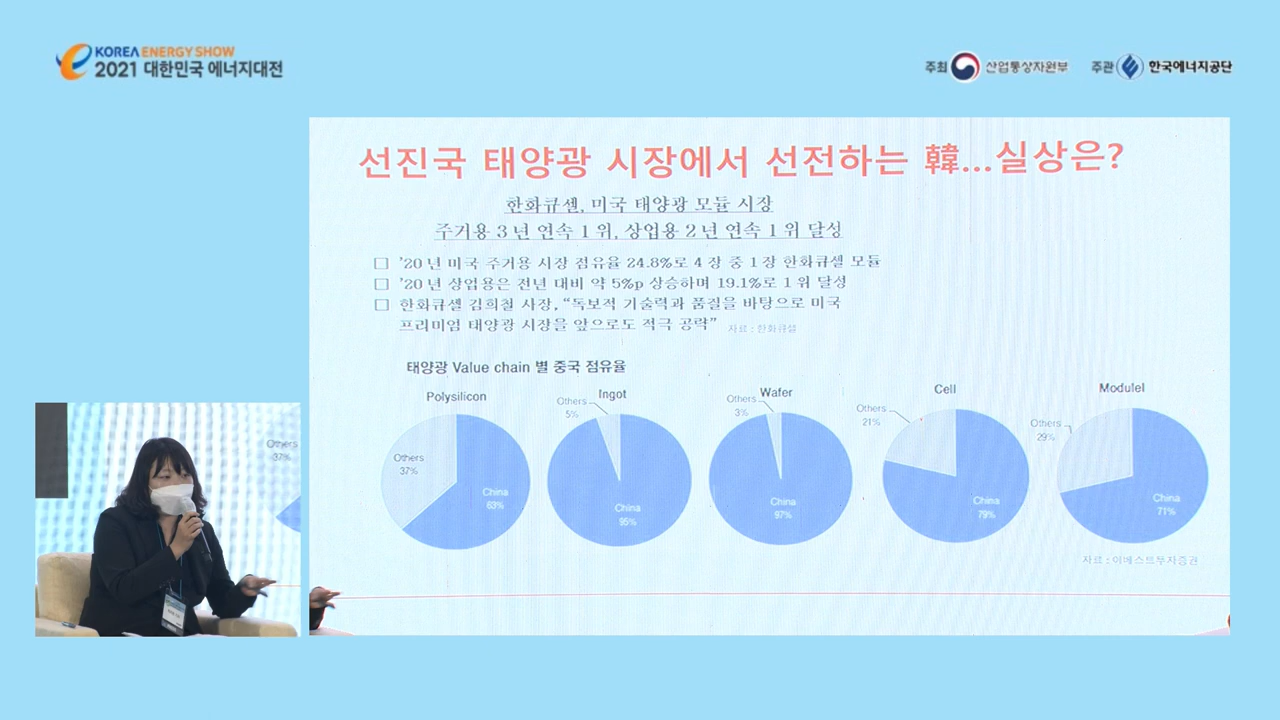 KOREA ENERGY SHOW
2021 대한민국 에너지대전
주최 산업통상자원부 주관 한국에너지공단
선진국 태양광 시장에서 선전하는 韓...실상은?
한화큐셀, 미국 태양광 모듈 시장
주거용 3년 연속 1위, 상업용 2년 연속 1위 달성
□ '20년 미국 주거용 시장 점유율 24.8%로 4장 중 1장 한화큐셀 모듈
□ '20년 상업용은 전년 대비 약 5%p 상승하며 19.1%로 1위 달성
□ 한화큐셀 김희철 사장, “독보적 기술력과 품질을 바탕으로 미국
프리미엄 태양광 시장을 앞으로도 적극 공략”
자료 : 한화큐셀
태양광 Value chain 별 중국 점유율
Polysilicon
Others
37%
China
63%
Ingot
Others
5%
China
95%
Wafer
Others
3%
China
97%
Cell
Others
21%
China
79%
Modulel
Others
29%
China
71%
자료 : 이베스트투자증권
Others
37%